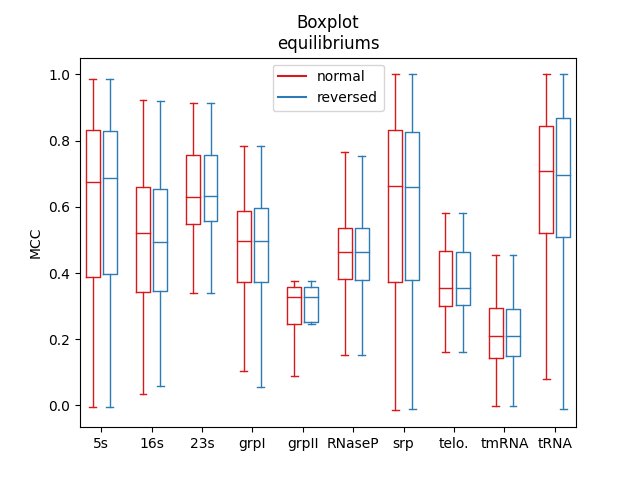 Boxplot
equilibriums
normal
reversed
MCC
1.0
0.8
0.6
0.4
0.2
0.0
5s 16s 23s grpI grpII RNaseP srp telo. tmRNA tRNA